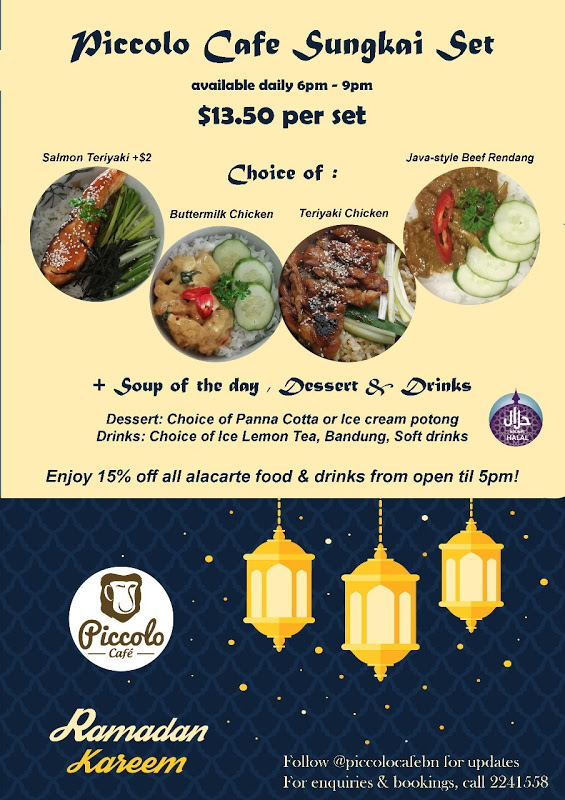 Piccolo Cafe Sungkai Set
available daily 6pm - 9pm
$13.50 per set
Salmon Teriyaki +$2
Choice of :
Java-style Beef Rendang
Buttermilk Chicken
Teriyaki Chicken
+ Soup of the day , Dessert & Drinks
Dessert: Choice of Panna Cotta or Ice cream potong
Drinks: Choice of Ice Lemon Tea, Bandung, Soft drinks
حلال
HALAL
Enjoy 15% off all alacarte food & drinks from open til 5pm!
Piccolo
Café
Ramadan
Kareem
Follow @piccolocafebn for updates
For enquiries & bookings, call 2241558